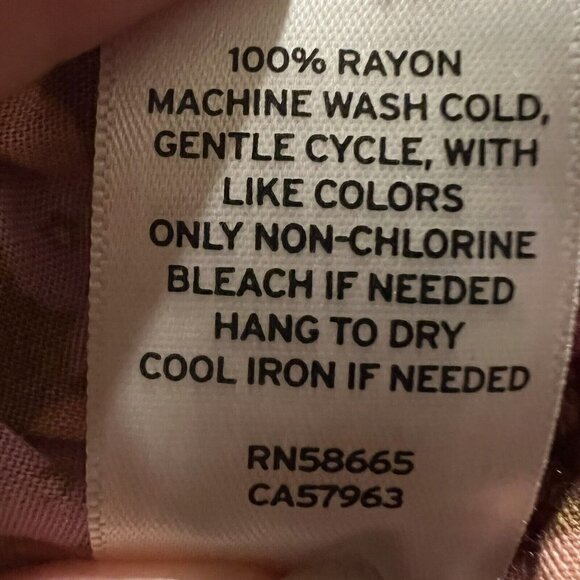 100% RAYON
MACHINE WASH COLD,
GENTLE CYCLE, WITH
LIKE COLORS
ONLY NON-CHLORINE
BLEACH IF NEEDED
HANG TO DRY
COOL IRON IF NEEDED
RN58665
CA57963